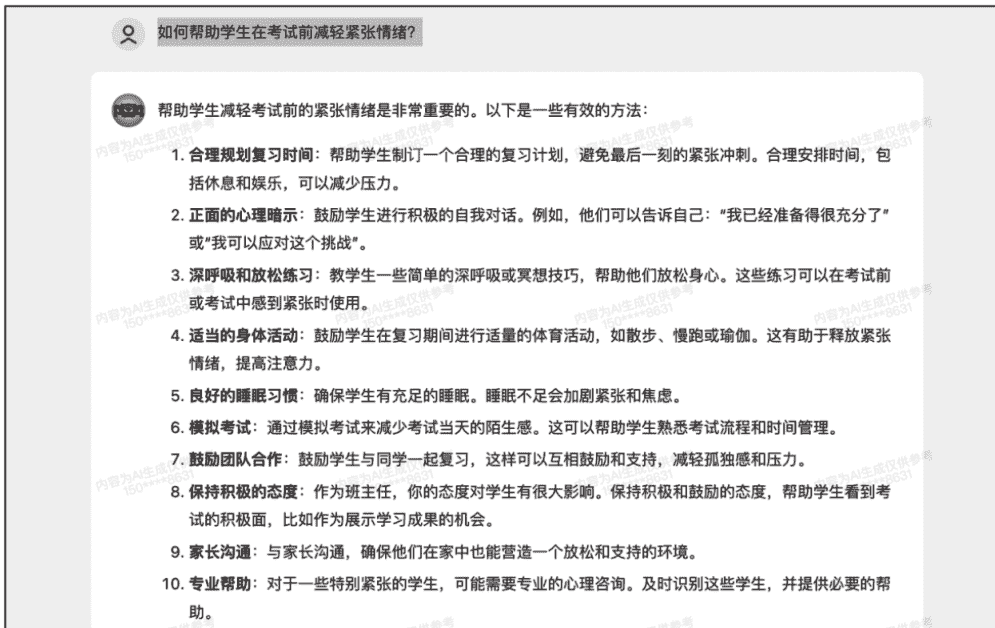 如何帮助学生在考试前减轻紧张情绪？
帮助学生减轻考试前的紧张情绪是非常重要的。以下是一些有效的方法：
1. 合理规划复习时间：帮助学生制订一个合理的复习计划，避免最后一刻的紧张冲刺。合理安排时间，包
括休息和娱乐，可以减少压力。
2. 正面的心理暗示：鼓励学生进行积极的自我对话。例如，他们可以告诉自己：“我已经准备得很充分了”
或“我可以应对这个挑战”。
3. 深呼吸和放松练习：教学生一些简单的深呼吸或冥想技巧，帮助他们放松身心。这些练习可以在考试前
或考试中感到紧张时使用。
4. 适当的身体活动：鼓励学生在复习期间进行适量的体育活动，如散步、慢跑或瑜伽。这有助于释放紧张
情绪，提高注意力。
5. 良好的睡眠习惯：确保学生有充足的睡眠。睡眠不足会加剧紧张和焦虑。
6. 模拟考试：通过模拟考试来减少考试当天的陌生感。这可以帮助学生熟悉考试流程和时间管理。
7. 鼓励团队合作：鼓励学生与同学一起复习，这样可以互相鼓励和支持，减轻孤独感和压力。
8. 保持积极的态度：作为班主任，你的态度对学生有很大影响。保持积极和鼓励的态度，帮助学生看到考
试的积极面，比如作为展示学习成果的机会。
9. 家长沟通：与家长沟通，确保他们在家中也能营造一个放松和支持的环境。
10. 专业帮助：对于一些特别紧张的学生，可能需要专业的心理咨询。及时识别这些学生，并提供必要的帮
助。
内容为AI生成仅供参考
150****8631